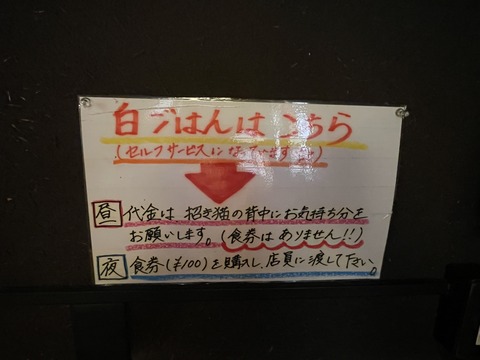 白ごはんはこちら
(セルフサービスになってます)
昼 代金は招き猫の背中にお気持ち分を
お願いします。(食券はありません!!)
夜 食券(¥100)を購入し、店員に渡して下さい。